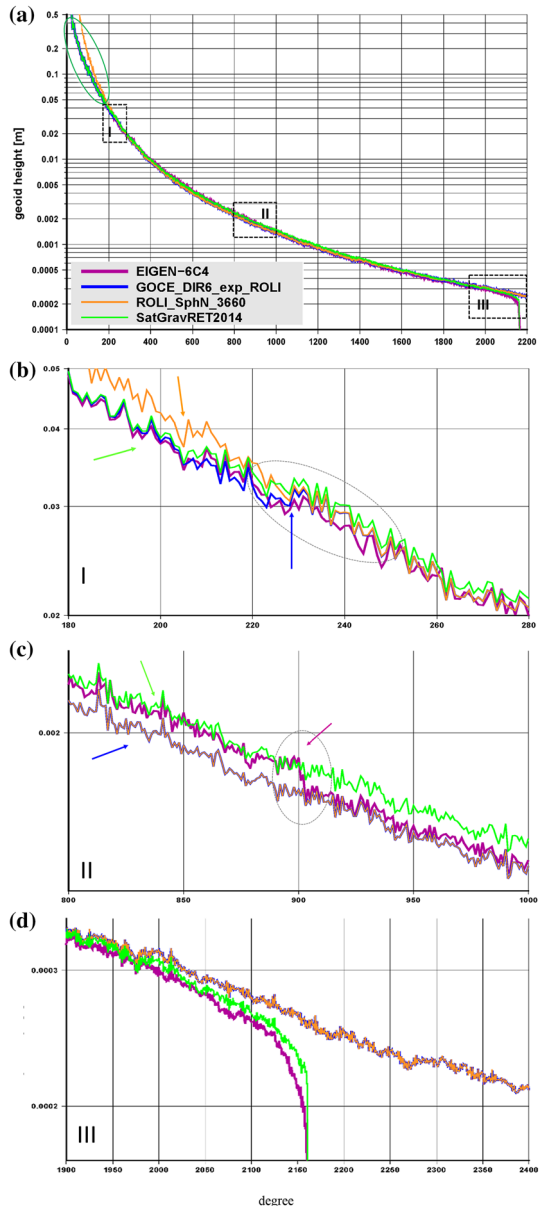 (a)
0.5
0.2
0.1
0.05
0.02
0.01
0.005
0.002
0.001
0.0005
0.0002
0.0001
geoid height [m]
I
II
III
EIGEN-6C4
GOCE_DIR6_exp_ROLI
ROLI_SphN_3660
SatGravRET2014
0 200 400 600 800 1000 1200 1400 1600 1800 2000 2200
(b)
0.05
0.04
0.03
0.02
I
180 200 220 240 260 280
(c)
0.002
II
800 850 900 950 1000
(d)
0.0003
0.0002
III
1900 1950 2000 2050 2100 2160 2200 2250 2300 2350 2400
degree